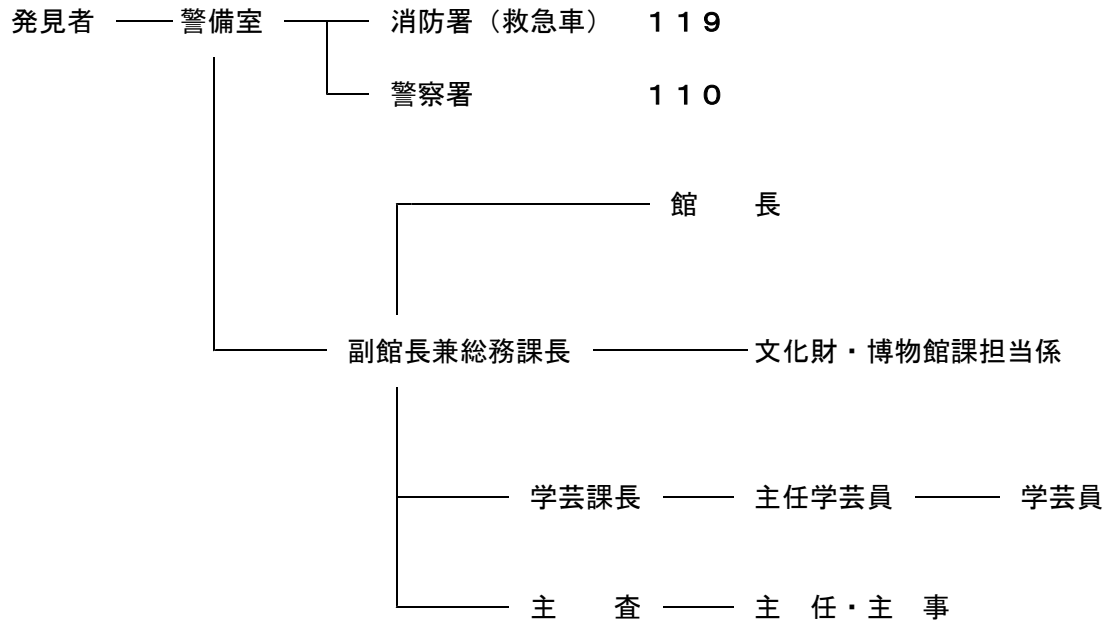 発見者 警備室 消防署（救急車） １１９
警察署 １１０
館　　長
副館長兼総務課長 文化財・博物館課担当係
学芸課長 主任学芸員 学芸員
主　　査 主　任・主　事